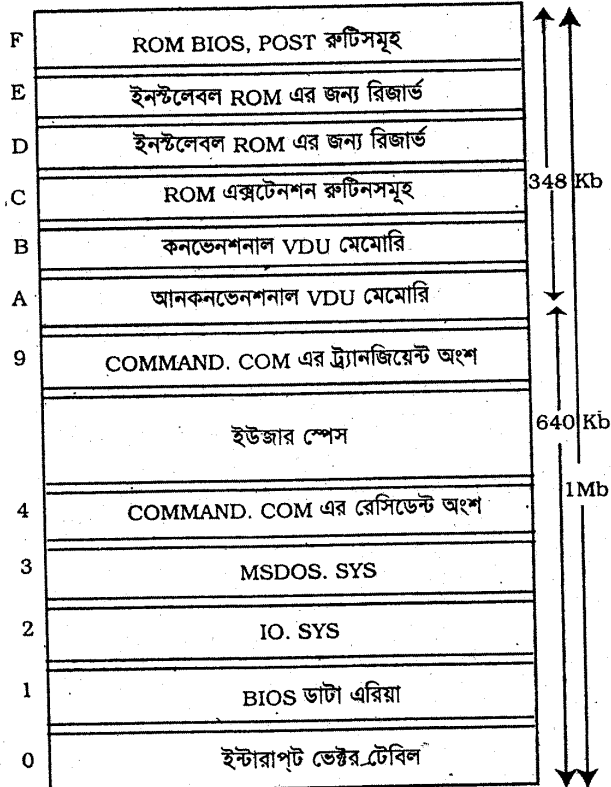 F ROM BIOS, POST রুটিসমূহ
E ইনস্টলেবল ROM এর জন্য রিজার্ভ
D ইনস্টলেবল ROM এর জন্য রিজার্ভ
C ROM এক্সটেনশন রুটিনসমূহ 348 Kb
B কনভেনশনাল VDU মেমোরি
A আনকনভেনশনাল VDU মেমোরি
9 COMMAND. COM এর ট্র্যানজিয়েন্ট অংশ
ইউজার স্পেস 640 Kb
1Mb
4 COMMAND. COM এর রেসিডেন্ট অংশ
3 MSDOS. SYS
2 IO. SYS
1 BIOS ডাটা এরিয়া
0 ইন্টারাপ্ট ভেক্টর টেবিল